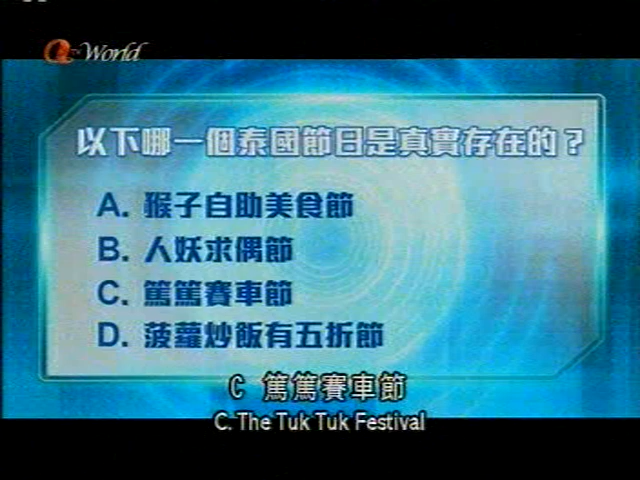 World
以下哪一個泰國節日是真實存在的？
A. 猴子自助美食節
B. 人妖求偶節
C. 篤篤賽車節
D. 菠蘿炒飯有五折節
C 篤篤賽車節
C. The Tuk Tuk Festival